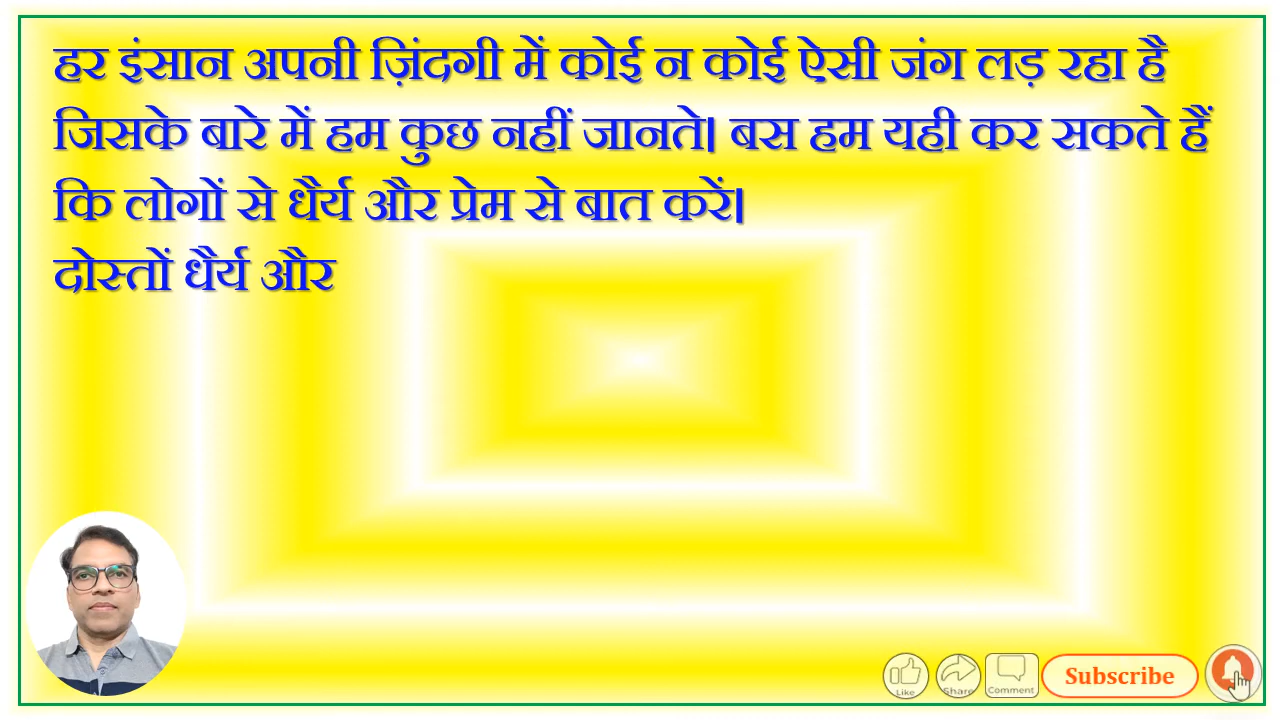 हर इंसान अपनी ज़िंदगी में कोई न कोई ऐसी जंग लड़ रहा है
जिसके बारे में हम कुछ नहीं जानते। बस हम यही कर सकते हैं
कि लोगों से धैर्य और प्रेम से बात करें।
दोस्तों धैर्य और
Like
Share
Comment
Subscribe